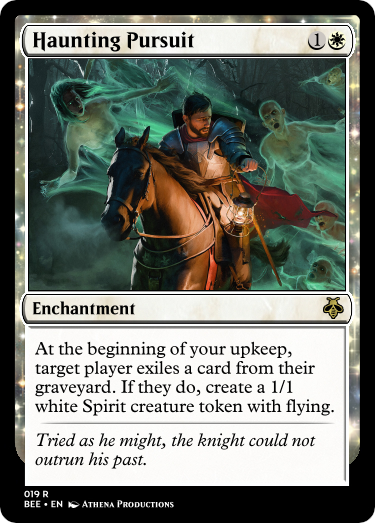 Haunting Pursuit 1
Enchantment
At the beginning of your upkeep,
target player exiles a card from their
graveyard. If they do, create a 1/1
white Spirit creature token with flying.
Tried as he might, the knight could not
outrun his past.
019 R
BEE • EN Athena Productions